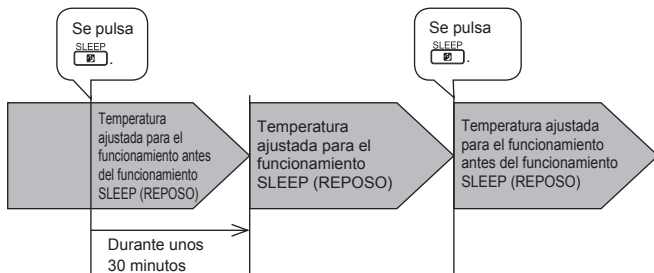 Se pulsa
SLEEP
.
Se pulsa
SLEEP
.
Temperatura
ajustada para el
funcionamiento antes
del funcionamiento
SLEEP (REPOSO)
Temperatura
ajustada para el
funcionamiento
SLEEP (REPOSO)
Temperatura ajustada
para el funcionamiento
antes del funcionamiento
SLEEP (REPOSO)
Durante unos
30 minutos